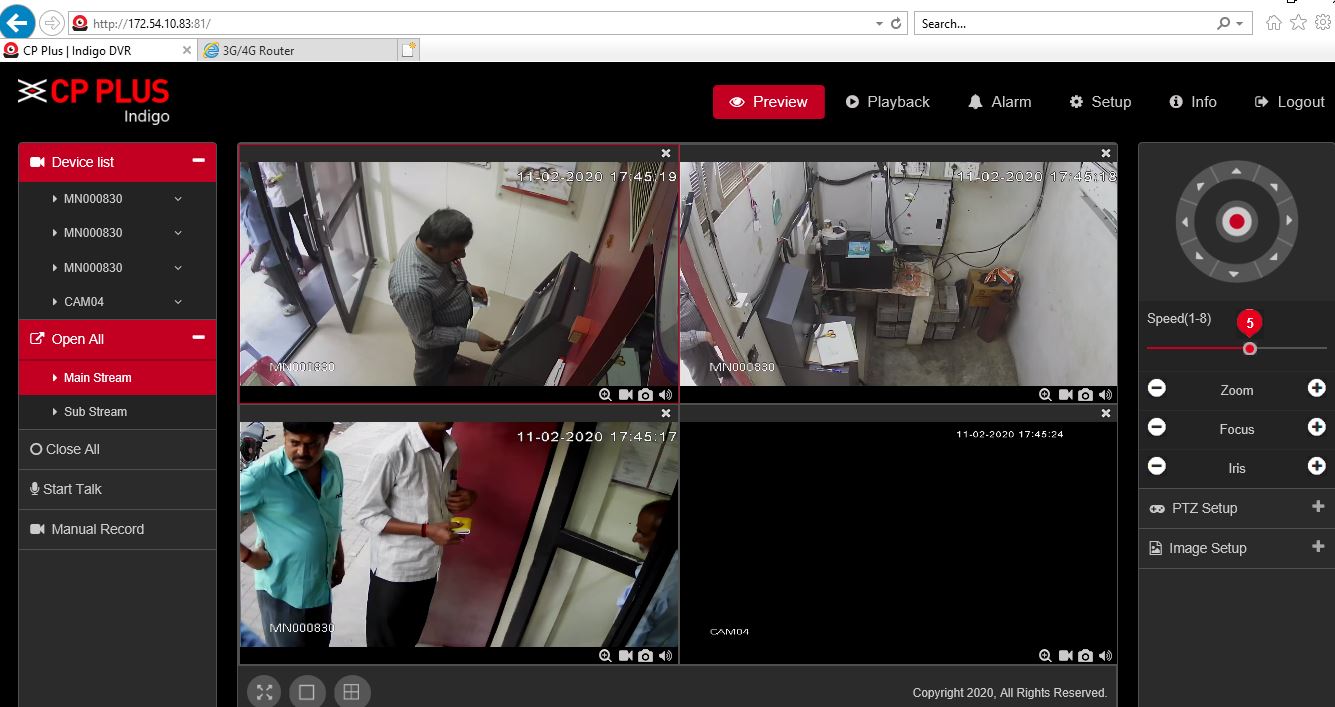 http://172.54.10.83:81/
Search...
CP Plus | Indigo DVR
3G/4G Router
CP PLUS
Indigo
Preview
Playback
Alarm
Setup
Info
Logout
Device list
MN000830
MN000830
MN000830
CAM04
Open All
Main Stream
Sub Stream
Close All
Start Talk
Manual Record
11-02-2020 17:45:19
MN000830
11-02-2020 17:45:18
MN000830
11-02-2020 17:45:17
MN000830
11-02-2020 17:45:24
CAM04
Speed(1-8)
5
Zoom
Focus
Iris
PTZ Setup
Image Setup
Copyright 2020, All Rights Reserved.